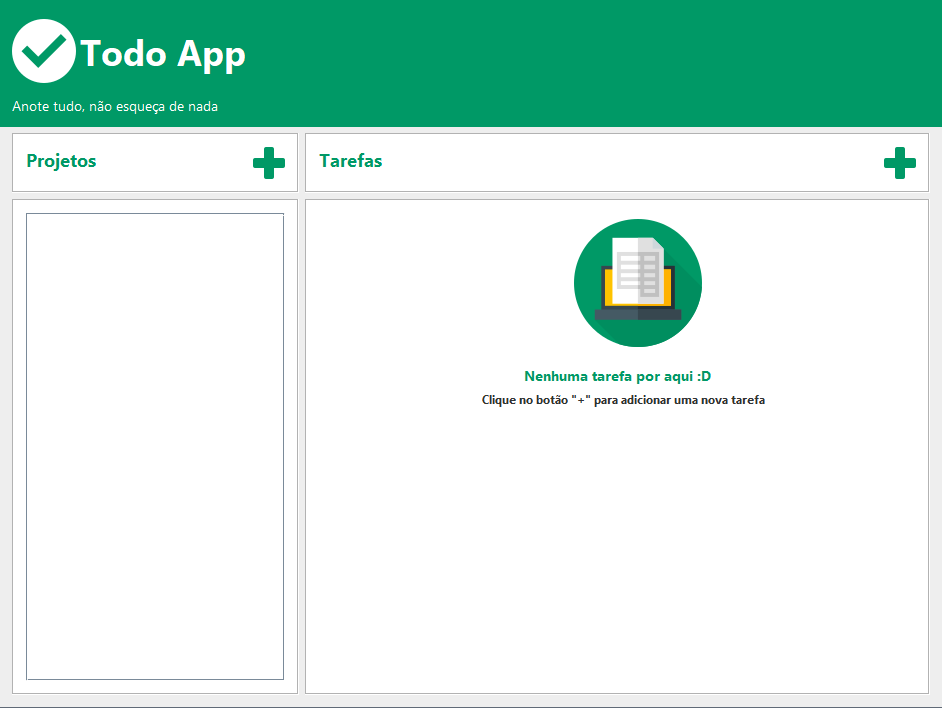 Todo App
Anote tudo, não esqueça de nada
Projetos
Tarefas
Nenhuma tarefa por aqui :D
Clique no botão "+" para adicionar uma nova tarefa